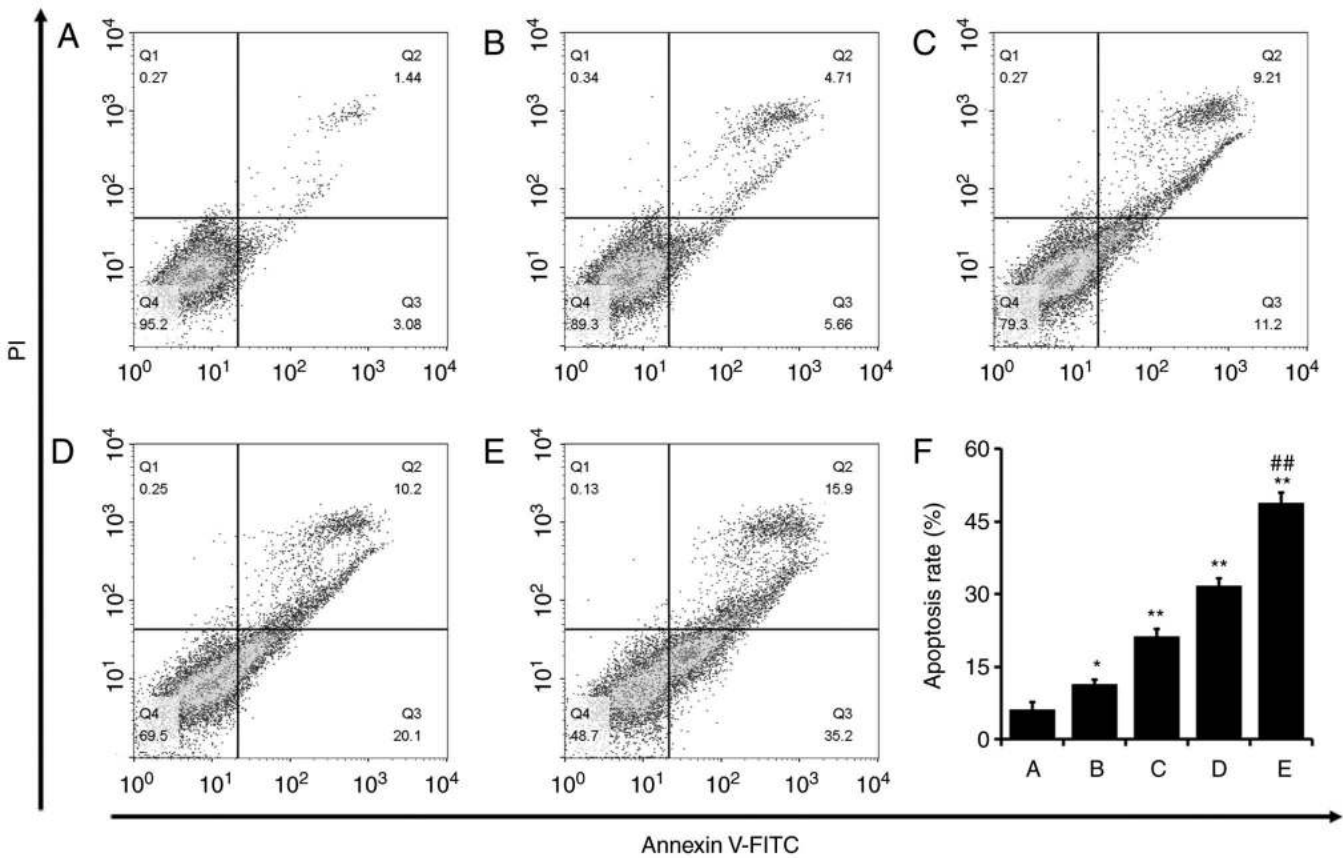 A
Q1
0.27
Q2
1.44
Q4
95.2
Q3
3.08
10^4
10^3
10^2
10^1
10^0 10^1 10^2 10^3 10^4
B
Q1
0.34
Q2
4.71
Q4
89.3
Q3
5.66
10^4
10^3
10^2
10^1
10^0 10^1 10^2 10^3 10^4
C
Q1
0.27
Q2
9.21
Q4
79.3
Q3
11.2
10^4
10^3
10^2
10^1
10^0 10^1 10^2 10^3 10^4
PI
D
Q1
0.25
Q2
10.2
Q4
69.5
Q3
20.1
10^4
10^3
10^2
10^1
10^0 10^1 10^2 10^3 10^4
E
Q1
0.13
Q2
15.9
Q4
48.7
Q3
35.2
10^4
10^3
10^2
10^1
10^0 10^1 10^2 10^3 10^4
F
Apoptosis rate (%)
60
45
30
15
0
*
**
**
##
**
A B C D E
Annexin V-FITC